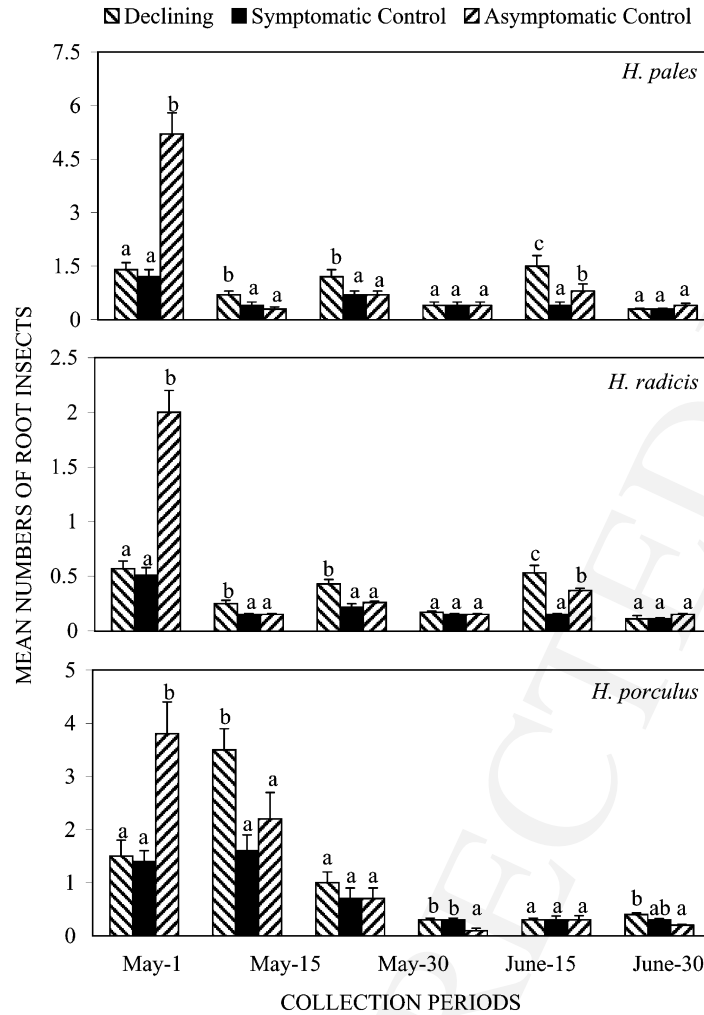 Declining Symptomatic Control Asymptomatic Control
7.5
H. pales
b
6
4.5
3
a a
b
c
1.5
b
a a
a a
a a a
a
b
a a a
0
2.5
H. radicis
b
2
1.5
1
a a
b
c
0.5
b
a a
a a
a a a
a
b
a a a
0
5
H. porculus
b
4
b
3
a
a a
a
2
a
a a
1
b b a
a a a
b ab a
0
May-1 May-15 May-30 June-15 June-30
COLLECTION PERIODS
MEAN NUMBERS OF ROOT INSECTS
RECTED